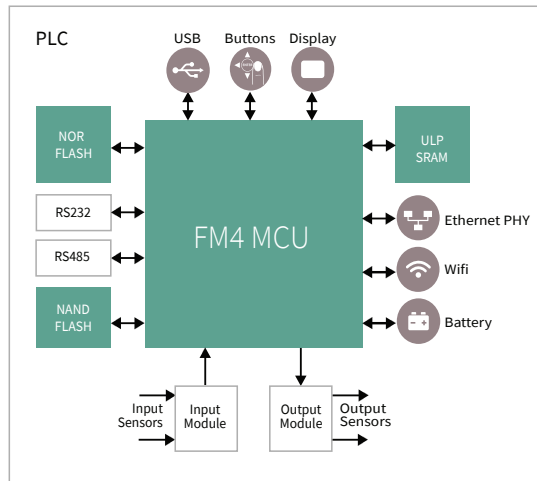 PLC
USB
Buttons
Display
NOR
FLASH
ULP
SRAM
RS232
FM4 MCU
Ethernet PHY
RS485
Wifi
NAND
FLASH
Battery
Input
Sensors
Input
Module
Output
Module
Output
Sensors